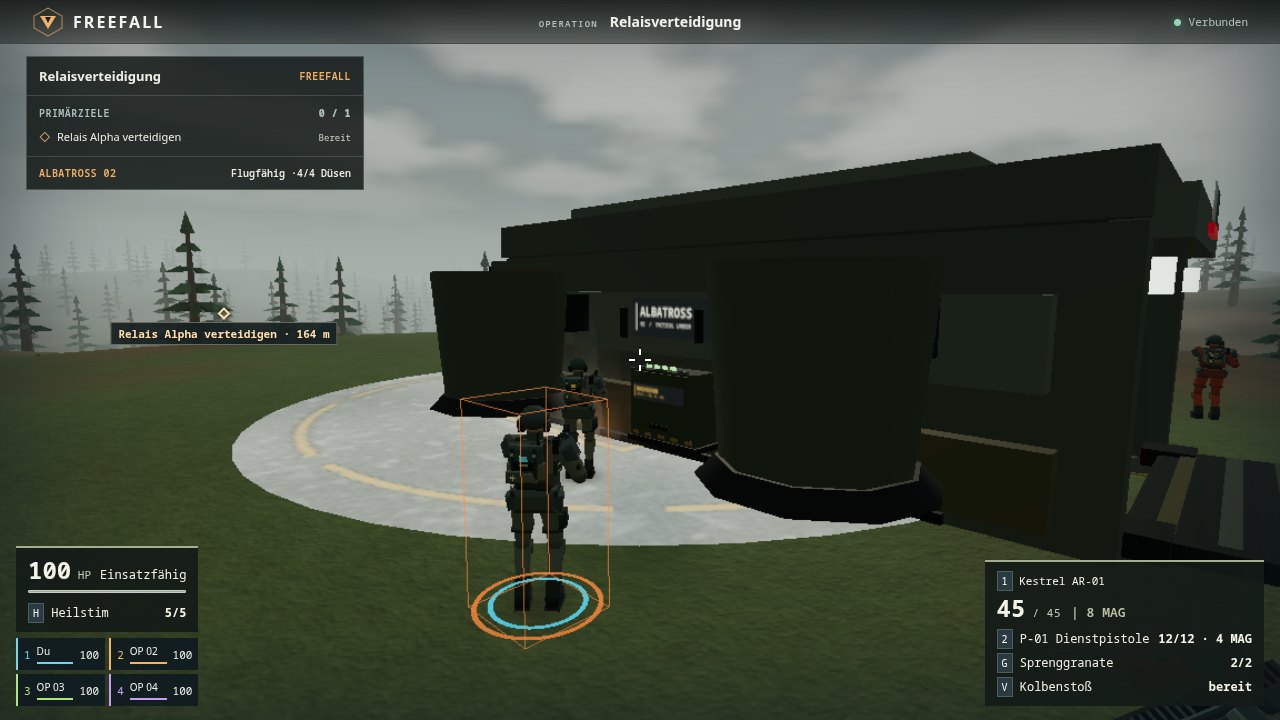 FREEFALL
OPERATION Relaisverteidigung
Verbunden
Relaisverteidigung FREEFALL
PRIMÄRZIELE 0 / 1
Relais Alpha verteidigen Bereit
ALBATROSS 02 Flugfähig ·4/4 Düsen
Relais Alpha verteidigen · 164 m
ALBATROSS
100 HP Einsatzfähig
H Heilstim 5/5
1 Du 100
2 OP 02 100
3 OP 03 100
4 OP 04 100
1 Kestrel AR-01
45 / 45 | 8 MAG
2 P-01 Dienstpistole 12/12 · 4 MAG
G Sprenggranate 2/2
V Kolbenstoß bereit